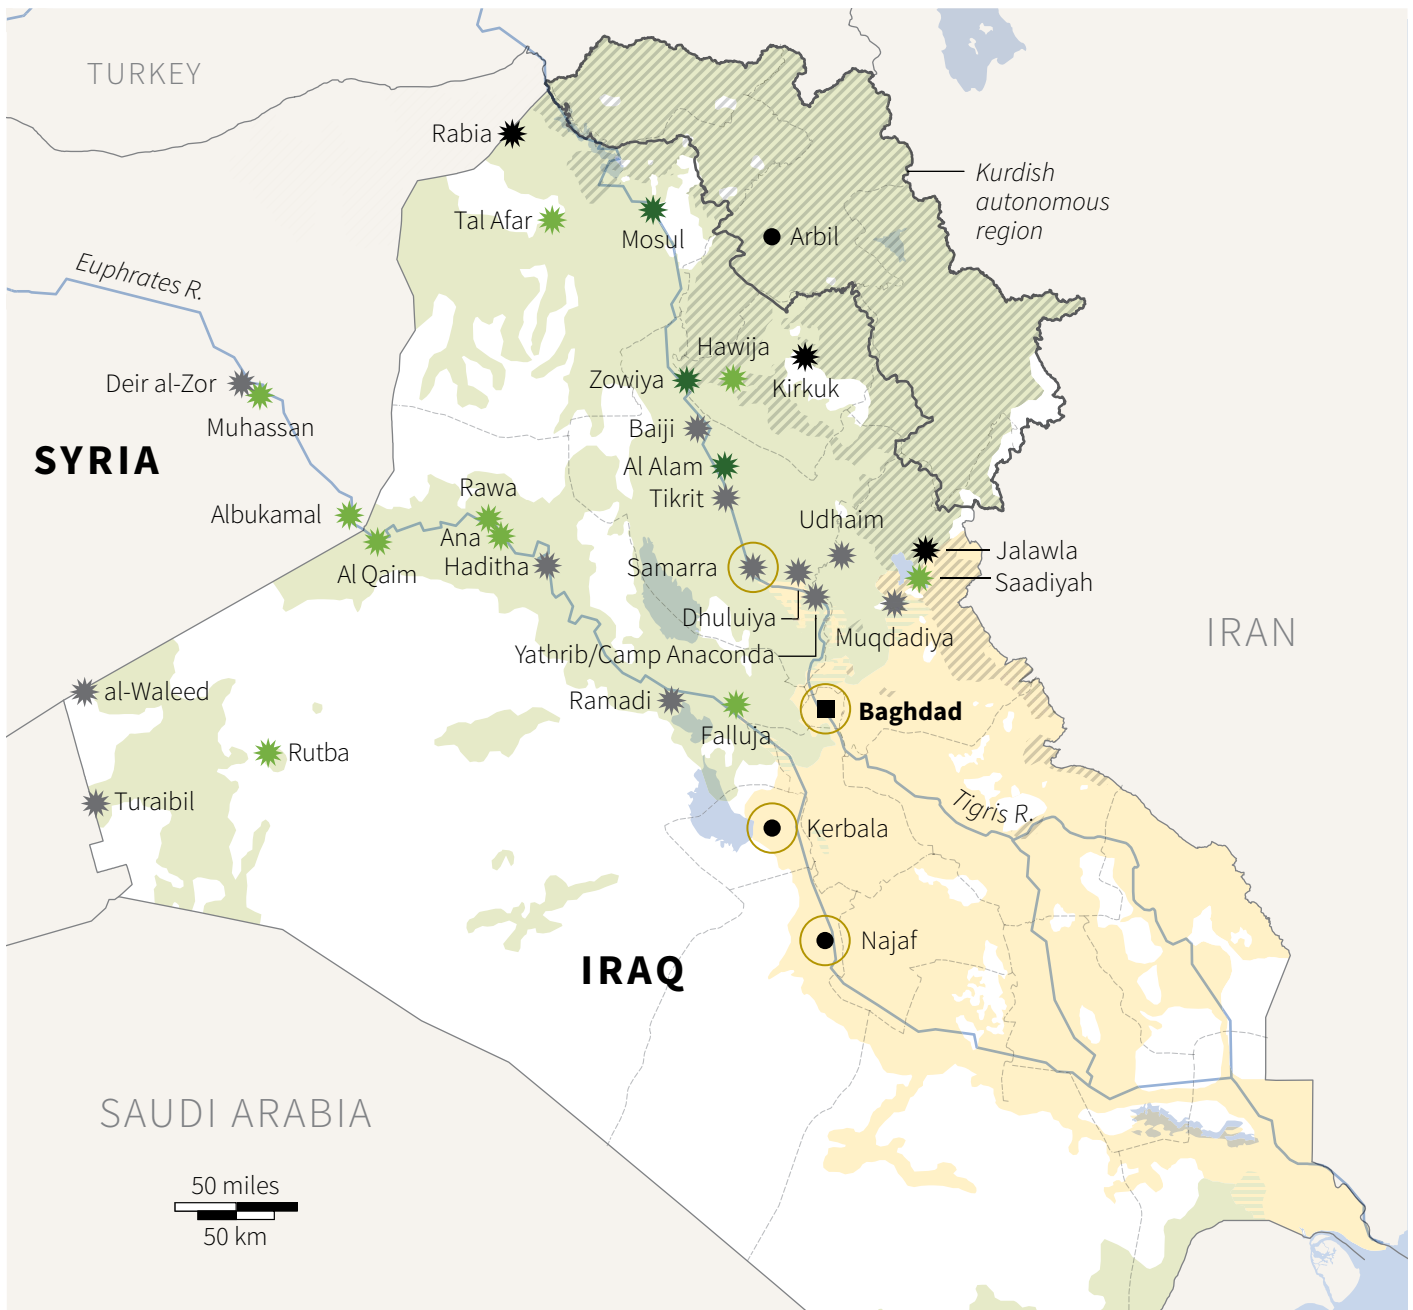 TURKEY
Rabia
Kurdish
autonomous
region
Tal Afar
Mosul
Arbil
Euphrates R.
Hawija
Deir al-Zor
Zowiya
Kirkuk
Muhassan
Baiji
SYRIA
Al Alam
Rawa
Tikrit
Albukamal
Udhaim
Ana
Jalawla
Haditha
Samarra
Al Qaim
Saadiyah
Dhuluiya
IRAN
Muqdadiya
Yathrib/Camp Anaconda
al-Waleed
Ramadi
Baghdad
Falluja
Rutba
Turaibil
Tigris R.
Kerbala
Najaf
IRAQ
SAUDI ARABIA
50 miles
50 km